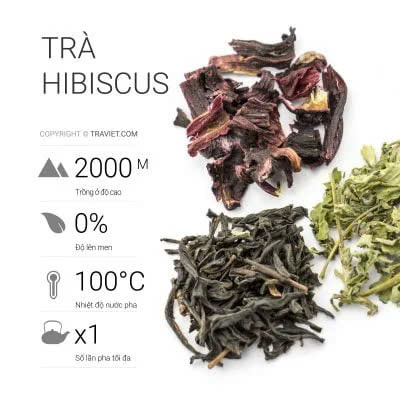 TRÀ
HIBISCUS
COPYRIGHT © TRAVIET.COM
2000 M
Trồng ở độ cao
0%
Độ lên men
100°C
Nhiệt độ nước pha
x1
Số lần pha tối đa